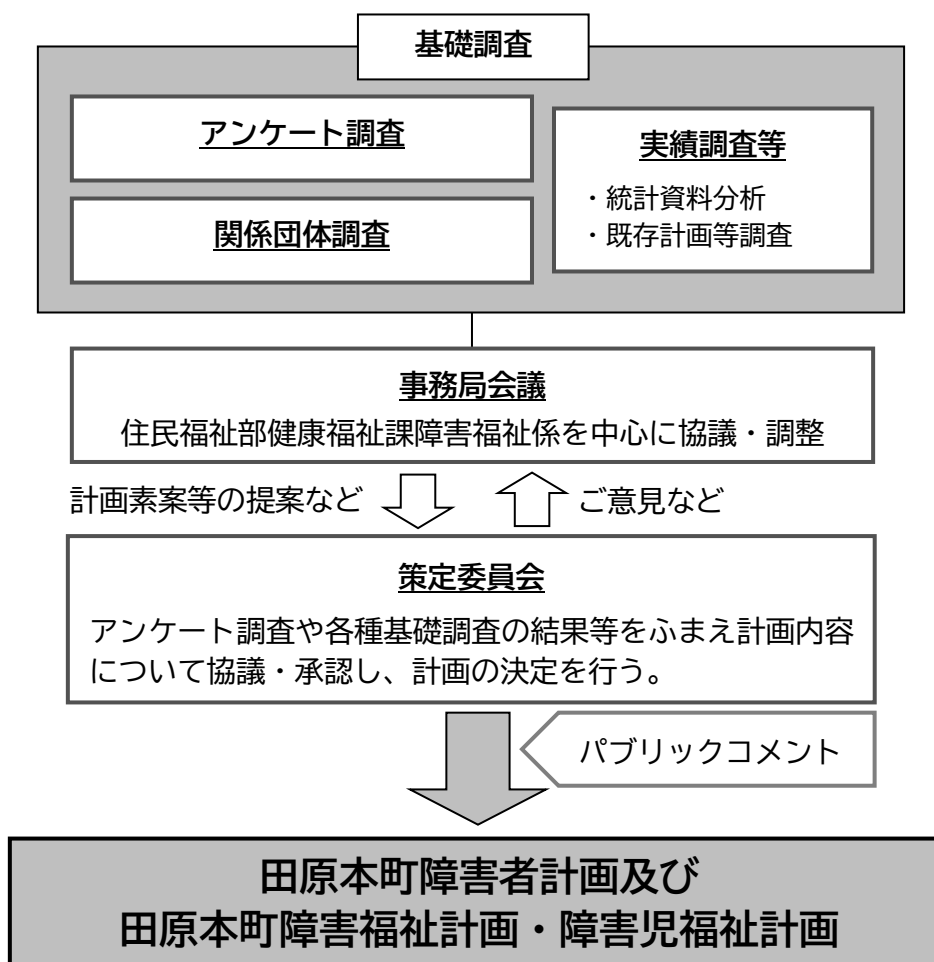 基礎調査
アンケート調査
関係団体調査
実績調査等
・統計資料分析
・既存計画等調査
事務局会議
住民福祉部健康福祉課障害福祉係を中心に協議・調整
計画素案等の提案など
ご意見など
策定委員会
アンケート調査や各種基礎調査の結果等をふまえ計画内容
について協議・承認し、計画の決定を行う。
パブリックコメント
田原本町障害者計画及び
田原本町障害福祉計画・障害児福祉計画